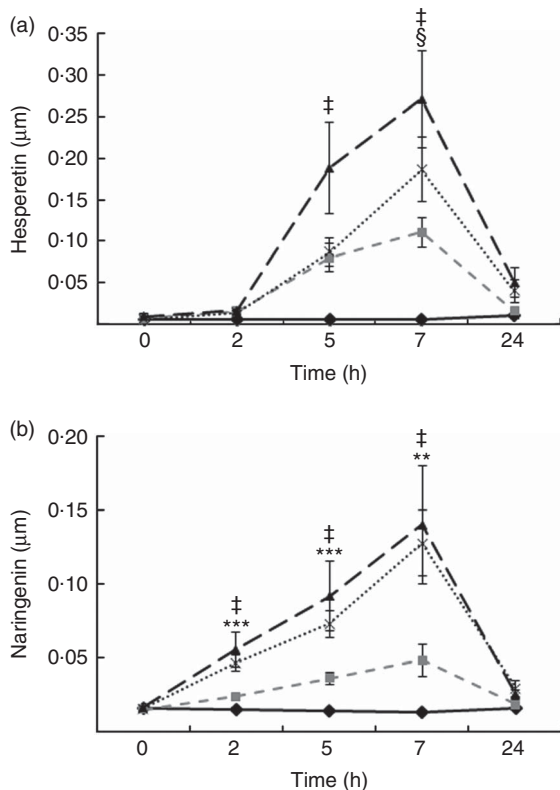 (a)
‡
§
‡
0·35
0·30
0·25
0·20
0·15
0·10
0·05
Hesperetin (μm)
0 2 5 7 24
Time (h)
(b)
‡
**
‡
***
‡
***
0·20
0·15
0·10
0·05
Naringenin (μm)
0 2 5 7 24
Time (h)